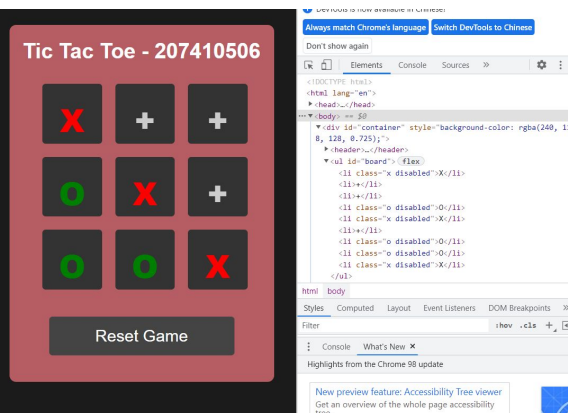 Tic Tac Toe - 207410506
X + +
O X +
O O X
Reset Game
DevTools is now available in Chinese!
Always match Chrome's language Switch DevTools to Chinese
Don't show again
Elements Console Sources »
<!DOCTYPE html>
<html lang="en">
▶<head>…</head>
…▼<body> == $0
▼<div id="container" style="background-color: rgba(240,
8, 128, 0.725);">
▶<header>…</header>
▼<ul id="board"> flex
<li class="x disabled">X</li>
<li>+</li>
<li class="o disabled">O</li>
<li class="x disabled">X</li>
<li>+</li>
<li class="o disabled">O</li>
<li class="o disabled">O</li>
<li class="x disabled">X</li>
</ul>
html body
Styles Computed Layout Event Listeners DOM Breakpoints »
Filter :hov .cls +
Console What's New ×
Highlights from the Chrome 98 update
New preview feature: Accessibility Tree viewer
Get an overview of the whole page accessibility
tree